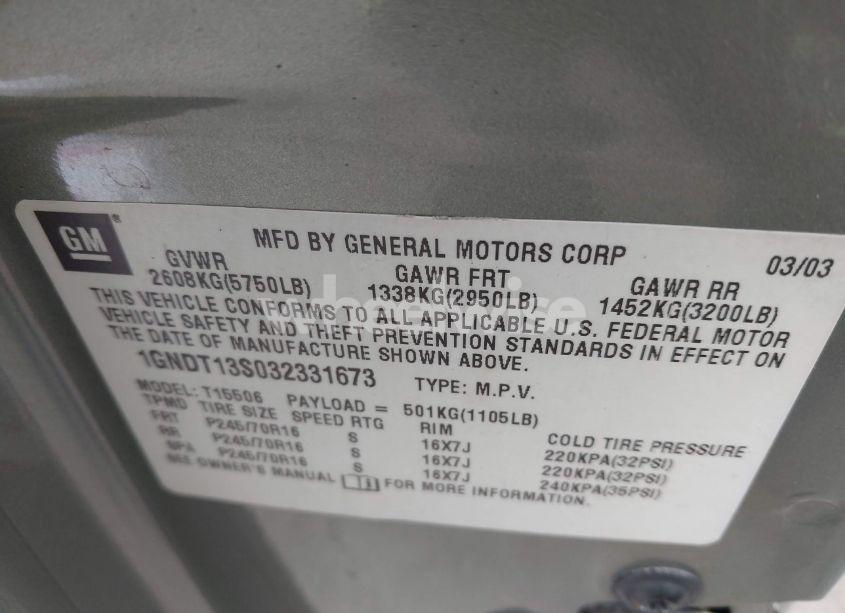 GM
MFD BY GENERAL MOTORS CORP 03/03
GVWR GAWR FRT GAWR RR
2608KG(5750LB) 1338KG(2950LB) 1452KG(3200LB)
THIS VEHICLE CONFORMS TO ALL APPLICABLE U.S. FEDERAL MOTOR
VEHICLE SAFETY AND THEFT PREVENTION STANDARDS IN EFFECT ON
THE DATE OF MANUFACTURE SHOWN ABOVE.
1GNDT13S032331673 TYPE: M.P.V.
MODEL: T15506 PAYLOAD = 501KG(1105LB)
TPMD TIRE SIZE SPEED RTG RIM COLD TIRE PRESSURE
FRT P245/70R16 S 16X7J 220KPA(32PSI)
RR P245/70R16 S 16X7J 220KPA(32PSI)
SPA P245/70R16 S 16X7J 240KPA(35PSI)
SEE OWNER'S MANUAL FOR MORE INFORMATION.